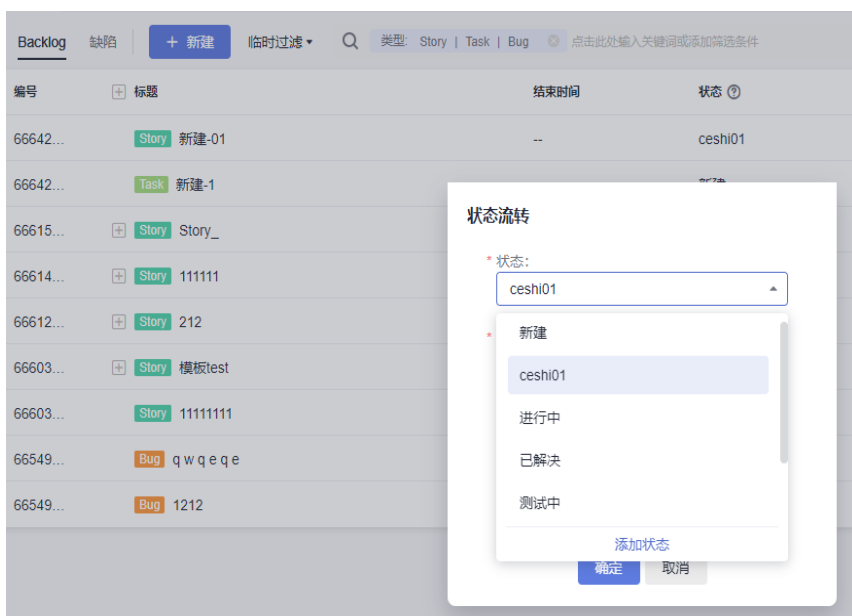 Backlog 缺陷 + 新建 临时过滤 类型: Story | Task | Bug 点击此处输入关键词或添加筛选条件
编号 标题 结束时间 状态
66642... Story 新建-01 -- ceshi01
66642... Task 新建-1 新建
66615... Story Story_
66614... Story 111111
66612... Story 212
66603... Story 模板test
66603... Story 11111111
66549... Bug q w q e q e
66549... Bug 1212
状态流转
* 状态:
ceshi01
*
新建
ceshi01
进行中
已解决
测试中
添加状态
确定 取消